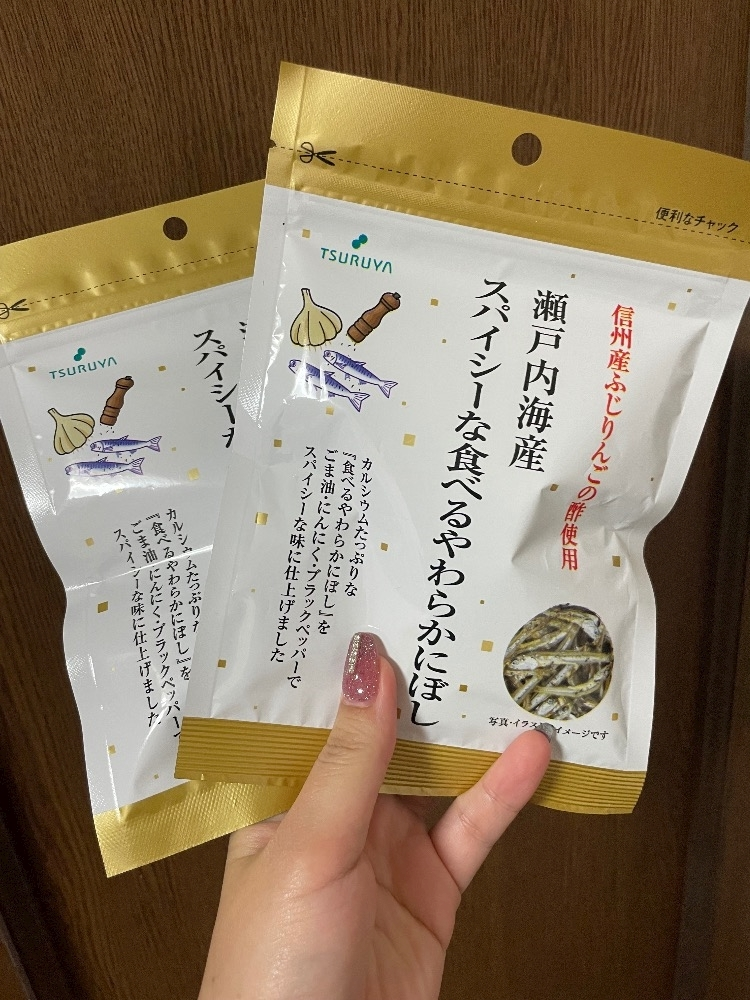 便利なチャック
TSURUYA
信州産ふじりんごの酢使用
瀬戸内海産
スパイシーな食べるやわらかにぼし
カルシウムたっぷりな
『食べるやわらかにぼし』を
ごま油・にんにく・ブラックペッパーで
スパイシーな味に仕上げました
写真・イラスト
イメージです
TSURUYA
スパイシー
カルシウムたっぷり
『食べるやわらかにぼし』を
ごま油・にんにく・ブラックペッパー
スパイシーな味に仕上げました